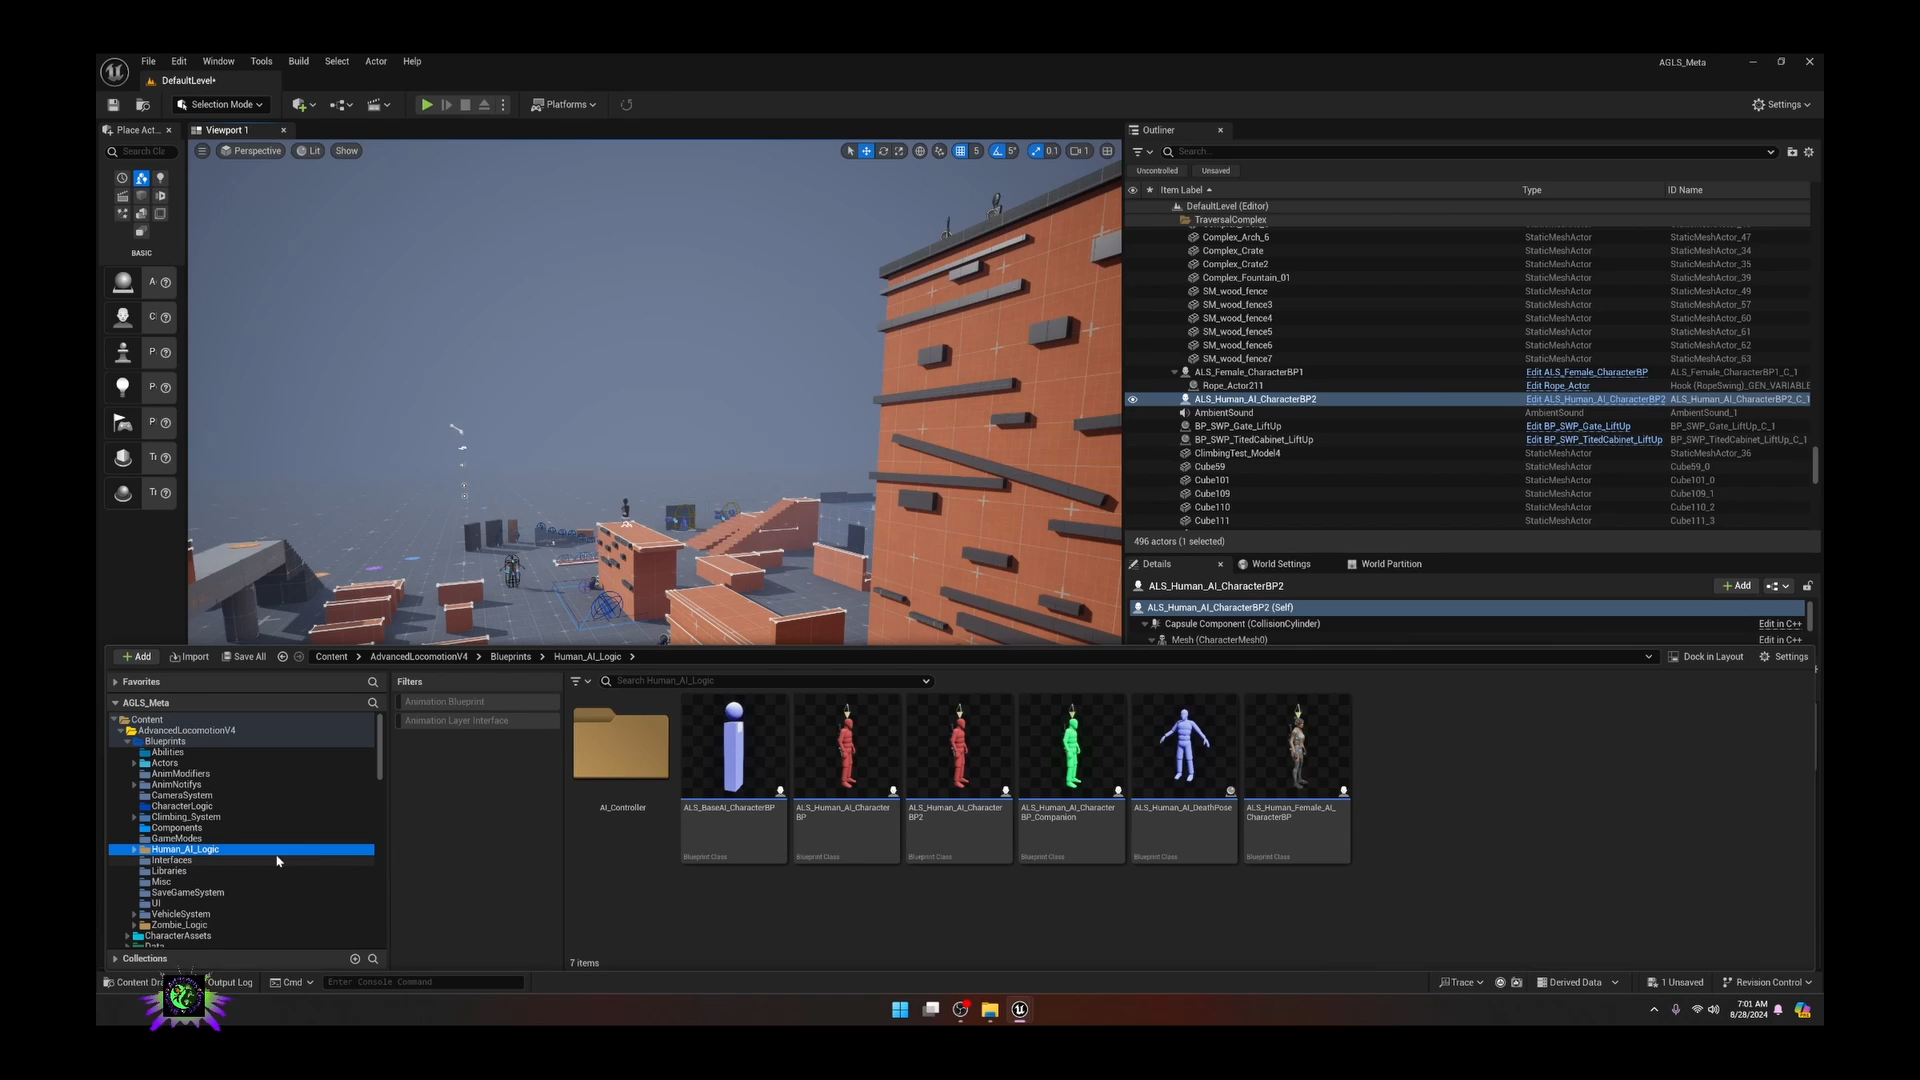 File Edit Window Tools Build Select Actor Help
AGLS_Meta
DefaultLevel*
Selection Mode
Platforms
Settings
Place Act...
Viewport 1
Outliner
Search Cla
Perspective
Lit
Show
5
5°
0.1
1
Search...
Uncontrolled
Unsaved
Item Label
Type
ID Name
DefaultLevel (Editor)
TraversalComplex
Complex_Arch_6 StaticMeshActor StaticMeshActor_47
Complex_Crate StaticMeshActor StaticMeshActor_34
Complex_Crate2 StaticMeshActor StaticMeshActor_35
Complex_Fountain_01 StaticMeshActor StaticMeshActor_39
SM_wood_fence StaticMeshActor StaticMeshActor_49
SM_wood_fence3 StaticMeshActor StaticMeshActor_57
SM_wood_fence4 StaticMeshActor StaticMeshActor_60
SM_wood_fence5 StaticMeshActor StaticMeshActor_61
SM_wood_fence6 StaticMeshActor StaticMeshActor_62
SM_wood_fence7 StaticMeshActor StaticMeshActor_63
ALS_Female_CharacterBP1 Edit ALS_Female_CharacterBP ALS_Female_CharacterBP1_C_1
Rope_Actor211 Edit Rope_Actor Hook (RopeSwing)_GEN_VARIABLE
ALS_Human_AI_CharacterBP2 Edit ALS_Human_AI_CharacterBP2 ALS_Human_AI_CharacterBP2_C_1
AmbientSound AmbientSound AmbientSound_1
BP_SWP_Gate_LiftUp Edit BP_SWP_Gate_LiftUp BP_SWP_Gate_LiftUp_C_1
BP_SWP_TitedCabinet_LiftUp Edit BP_SWP_TitedCabinet_LiftUp BP_SWP_TitedCabinet_LiftUp_C_1
ClimbingTest_Model4 StaticMeshActor StaticMeshActor_36
Cube59 StaticMeshActor Cube59_0
Cube101 StaticMeshActor Cube101_0
Cube109 StaticMeshActor Cube109_1
Cube110 StaticMeshActor Cube110_2
Cube111 StaticMeshActor Cube111_3
496 actors (1 selected)
BASIC
Details
World Settings
World Partition
ALS_Human_AI_CharacterBP2
Add
ALS_Human_AI_CharacterBP2 (Self)
Capsule Component (CollisionCylinder) Edit in C++
Mesh (CharacterMesh0) Edit in C++
Add
Import
Save All
Content
AdvancedLocomotionV4
Blueprints
Human_AI_Logic
Dock in Layout
Settings
Favorites
AGLS_Meta
Content
AdvancedLocomotionV4
Blueprints
Abilities
Actors
AnimModifiers
AnimNotifys
CameraSystem
CharacterLogic
Climbing_System
Components
GameModes
Human_AI_Logic
Interfaces
Libraries
Misc
SaveGameSystem
UI
VehicleSystem
Zombie_Logic
CharacterAssets
Data
Collections
Filters
Animation Blueprint
Animation Layer Interface
Search Human_AI_Logic
AI_Controller
ALS_BaseAI_CharacterBP
Blueprint Class
ALS_Human_AI_Character
BP
Blueprint Class
ALS_Human_AI_Character
BP2
Blueprint Class
ALS_Human_AI_Character
BP_Companion
Blueprint Class
ALS_Human_AI_DeathPose
Blueprint Class
ALS_Human_Female_AI_
CharacterBP
Blueprint Class
7 items
Content Dra
Output Log
Cmd
Enter Console Command
Trace
Derived Data
1 Unsaved
Revision Control
7:01 AM
8/28/2024